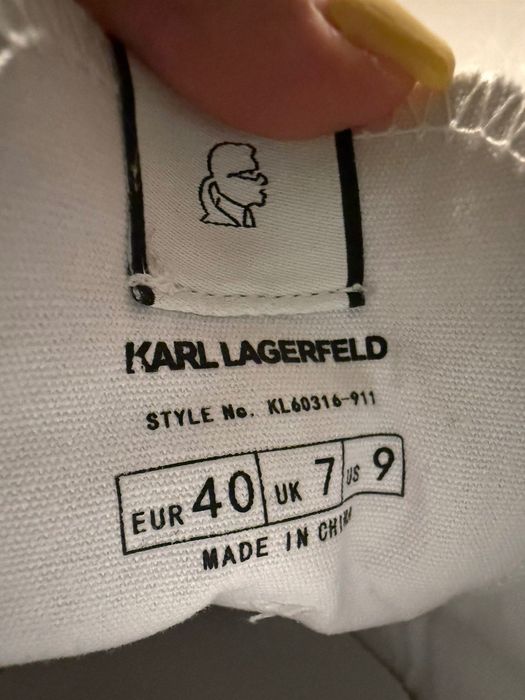 KARL LAGERFELD
STYLE No. KL60316-911
EUR 40 UK 7 US 9
MADE IN CHINA